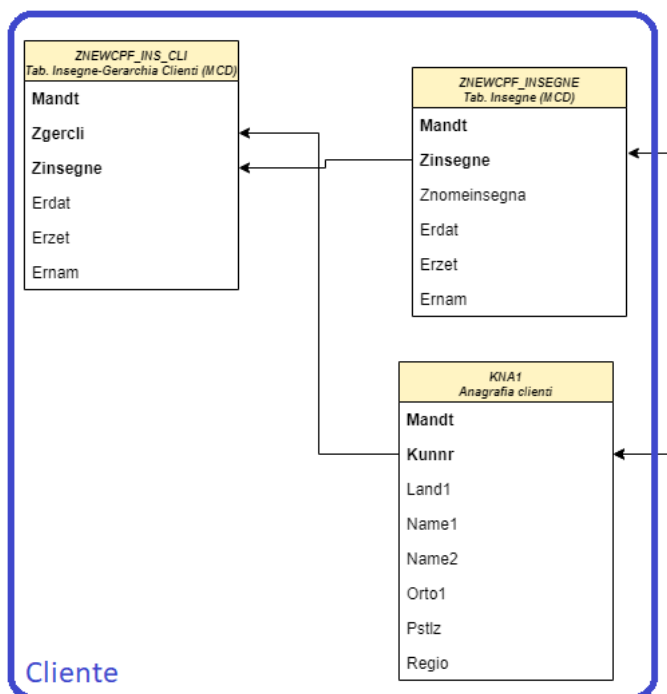 ZNEWCPF_INS_CLI
Tab. Insegne-Gerarchia Clienti (MCD)
Mandt
Zgercli
Zinsegne
Erdat
Erzet
Ernam
ZNEWCPF_INSEGNE
Tab. Insegne (MCD)
Mandt
Zinsegne
Znomeinsegna
Erdat
Erzet
Ernam
KNA1
Anagrafia clienti
Mandt
Kunnr
Land1
Name1
Name2
Orto1
Pstlz
Regio
Cliente